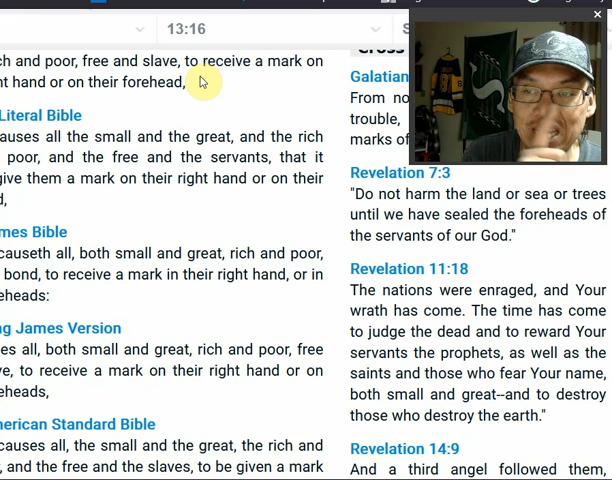 13:16
ch and poor, free and slave, to receive a mark on
ht hand or on their forehead,
Literal Bible
causes all the small and the great, and the rich
poor, and the free and the servants, that it
give them a mark on their right hand or on their
d,
mes Bible
causeth all, both small and great, rich and poor,
bond, to receive a mark in their right hand, or in
eheads:
ng James Version
es all, both small and great, rich and poor, free
ve, to receive a mark on their right hand or on
eheads,
merican Standard Bible
causes all, the small and the great, the rich and
, and the free and the slaves, to be given a mark
Cross
Galatian
From no
trouble,
marks of
Revelation 7:3
"Do not harm the land or sea or trees
until we have sealed the foreheads of
the servants of our God."
Revelation 11:18
The nations were enraged, and Your
wrath has come. The time has come
to judge the dead and to reward Your
servants the prophets, as well as the
saints and those who fear Your name,
both small and great--and to destroy
those who destroy the earth."
Revelation 14:9
And a third angel followed them,